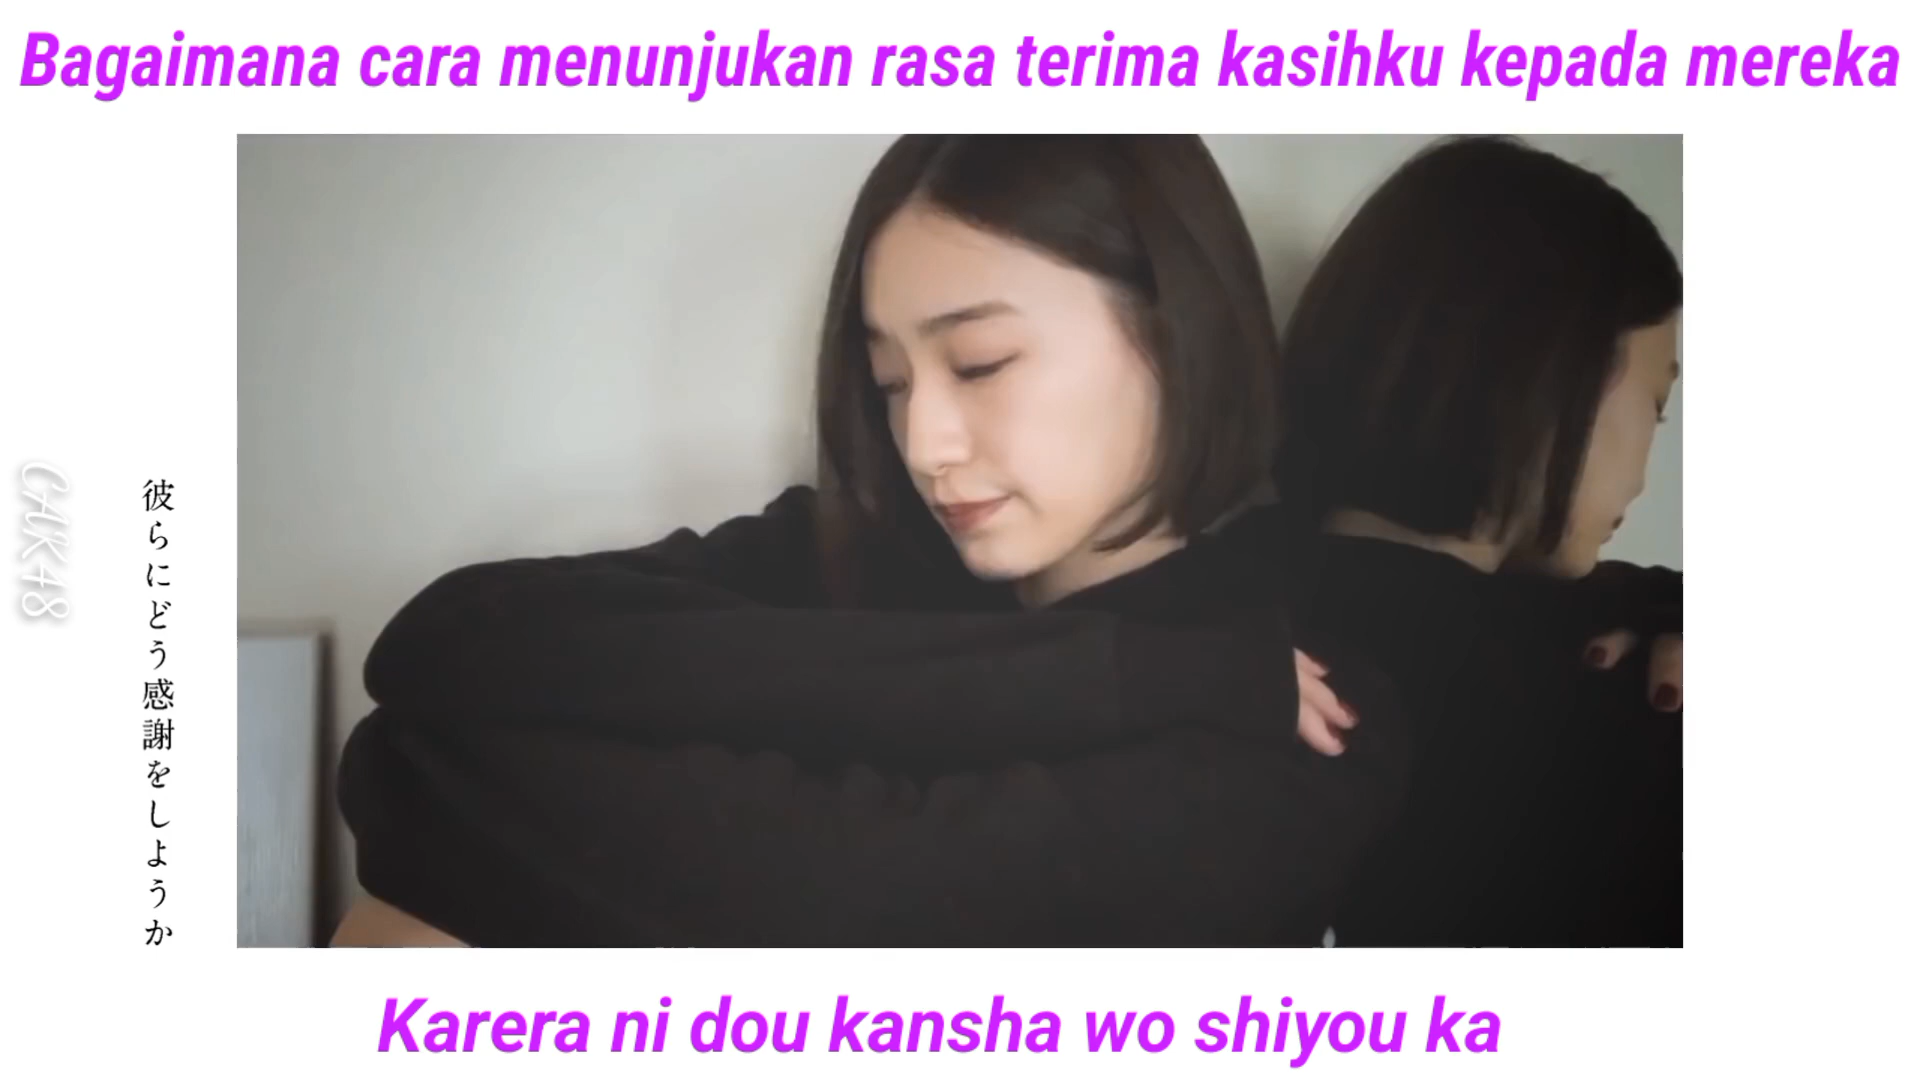 Bagaimana cara menunjukan rasa terima kasihku kepada mereka
CHK48
彼らにどう感謝をしようか
Karera ni dou kansha wo shiyou ka